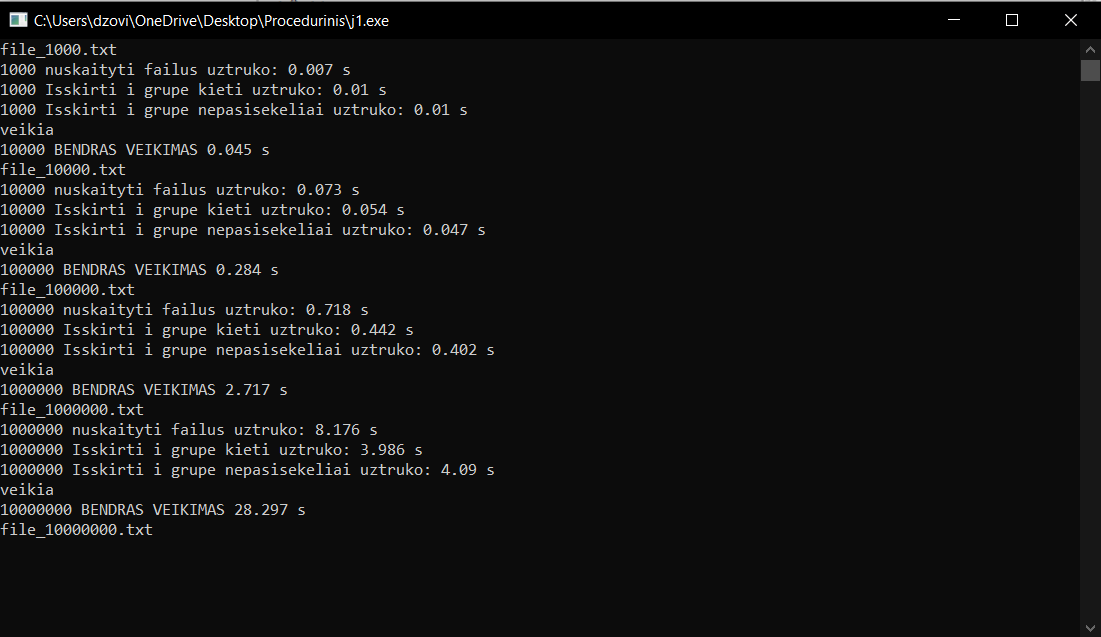 C:\Users\dzovi\OneDrive\Desktop\Procedurinis\j1.exe
file_1000.txt
1000 nuskaityti failus uztruko: 0.007 s
1000 Isskirti i grupe kieti uztruko: 0.01 s
1000 Isskirti i grupe nepasisekeliai uztruko: 0.01 s
veikia
10000 BENDRAS VEIKIMAS 0.045 s
file_10000.txt
10000 nuskaityti failus uztruko: 0.073 s
10000 Isskirti i grupe kieti uztruko: 0.054 s
10000 Isskirti i grupe nepasisekeliai uztruko: 0.047 s
veikia
100000 BENDRAS VEIKIMAS 0.284 s
file_100000.txt
100000 nuskaityti failus uztruko: 0.718 s
100000 Isskirti i grupe kieti uztruko: 0.442 s
100000 Isskirti i grupe nepasisekeliai uztruko: 0.402 s
veikia
1000000 BENDRAS VEIKIMAS 2.717 s
file_1000000.txt
1000000 nuskaityti failus uztruko: 8.176 s
1000000 Isskirti i grupe kieti uztruko: 3.986 s
1000000 Isskirti i grupe nepasisekeliai uztruko: 4.09 s
veikia
10000000 BENDRAS VEIKIMAS 28.297 s
file_10000000.txt